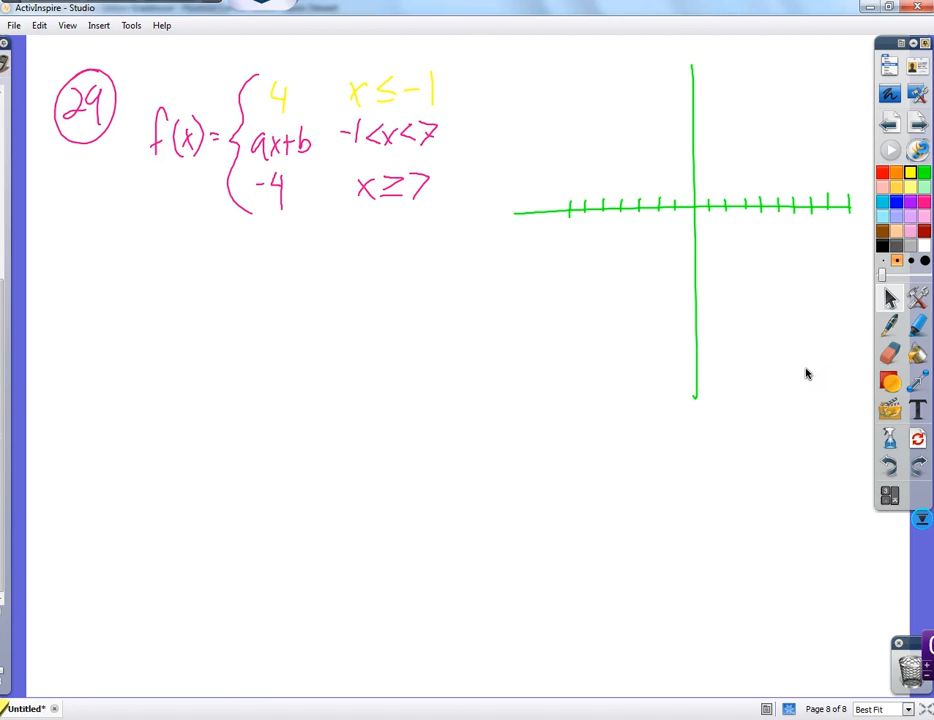 ActivInspire - Studio
File Edit View Insert Tools Help
29
f(x)= { 4 x ≤ -1
ax+b -1<x<7
-4 x ≥ 7
Untitled*
Page 8 of 8
Best Fit